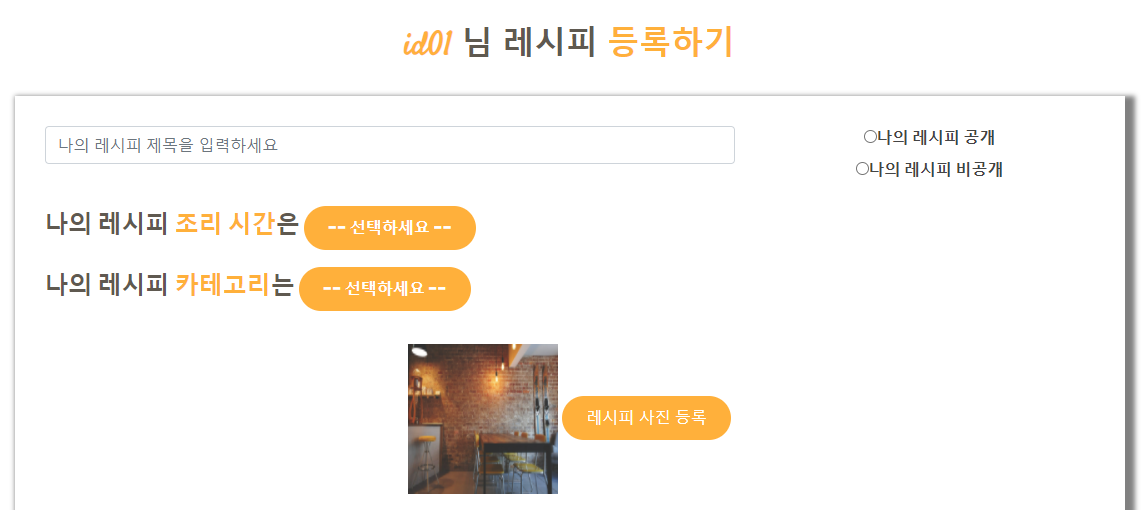 id01 님 레시피 등록하기
나의 레시피 제목을 입력하세요
나의 레시피 공개
나의 레시피 비공개
나의 레시피 조리 시간은 -- 선택하세요 --
나의 레시피 카테고리는 -- 선택하세요 --
레시피 사진 등록